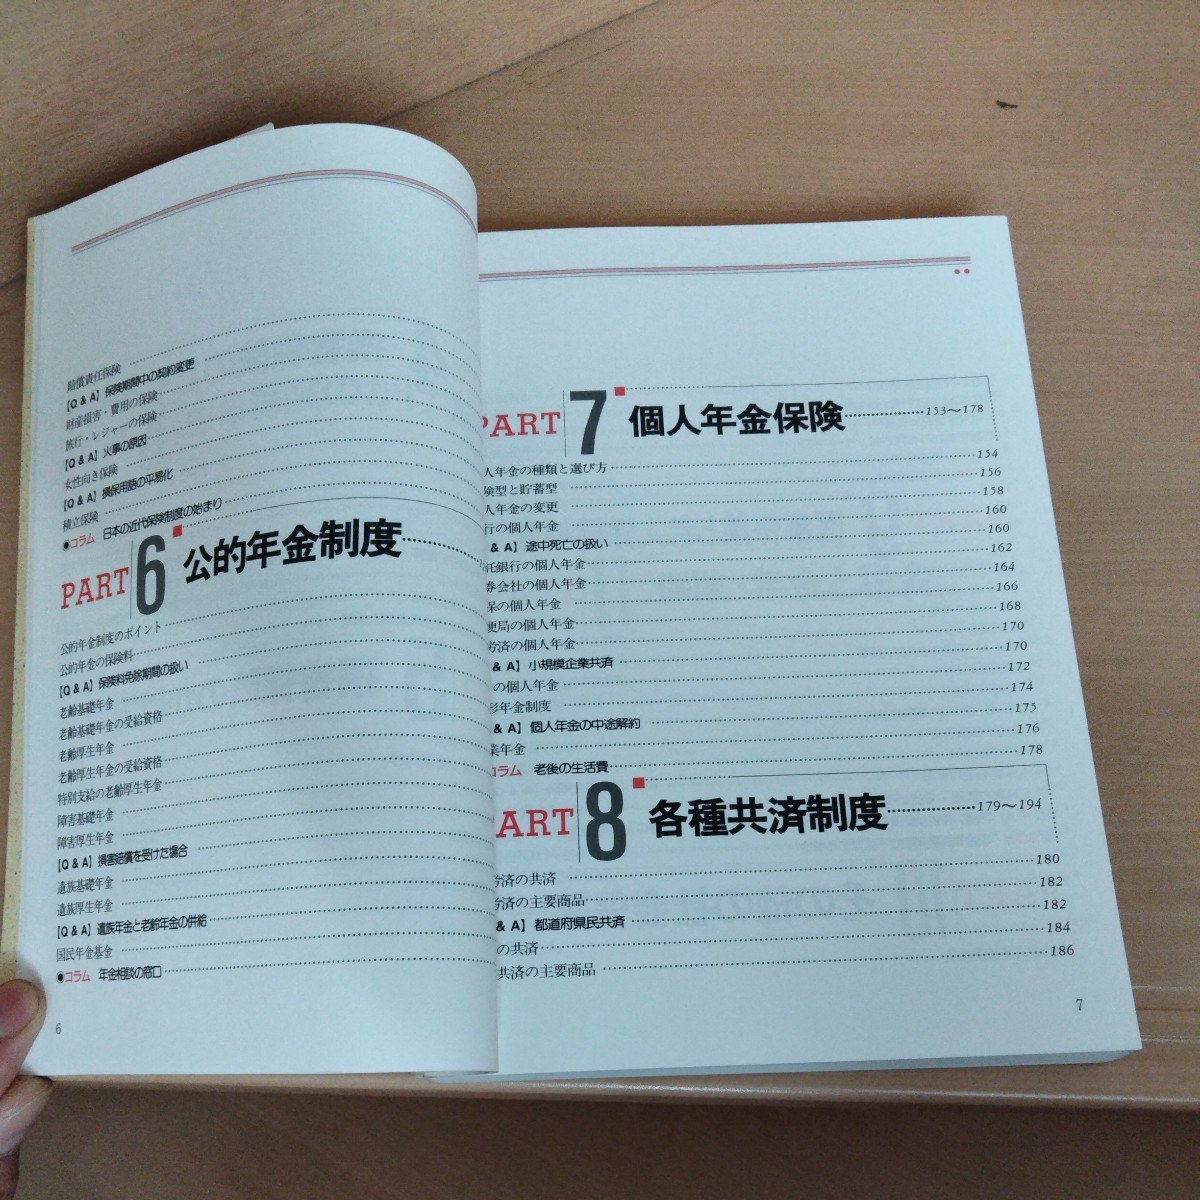 賠償責任保険
【Q & A】保険期間中の契約変更
財産損害・費用の保険
旅行・レジャーの保険
【Q & A】火事の原因
女性向き保険
【Q & A】損保用語の平易化
積立保険
●コラム 日本の近代保険制度の始まり
PART 6 公的年金制度
公的年金制度のポイント
公的年金の保険料
【Q & A】保険料免除期間の扱い
老齢基礎年金
老齢基礎年金の受給資格
老齢厚生年金
老齢厚生年金の受給資格
特別支給の老齢厚生年金
障害基礎年金
障害厚生年金
【Q & A】損害賠償を受けた場合
遺族基礎年金
遺族厚生年金
【Q & A】遺族年金と老齢年金の併給
国民年金基金
●コラム 年金相談の窓口
6
PART 7 個人年金保険 153〜178
人年金の種類と選び方 154
険型と貯蓄型 156
人年金の変更 158
行の個人年金 160
& A】途中死亡の扱い 160
託銀行の個人年金 162
券会社の個人年金 164
保の個人年金 166
便局の個人年金 168
労済の個人年金 170
& A】小規模企業共済 170
の個人年金 172
形年金制度 174
& A】個人年金の中途解約 175
業年金 176
コラム 老後の生活費 178
PART 8 各種共済制度 179〜194
労済の共済 180
労済の主要商品 182
& A】都道府県民共済 182
の共済 184
共済の主要商品 186
7